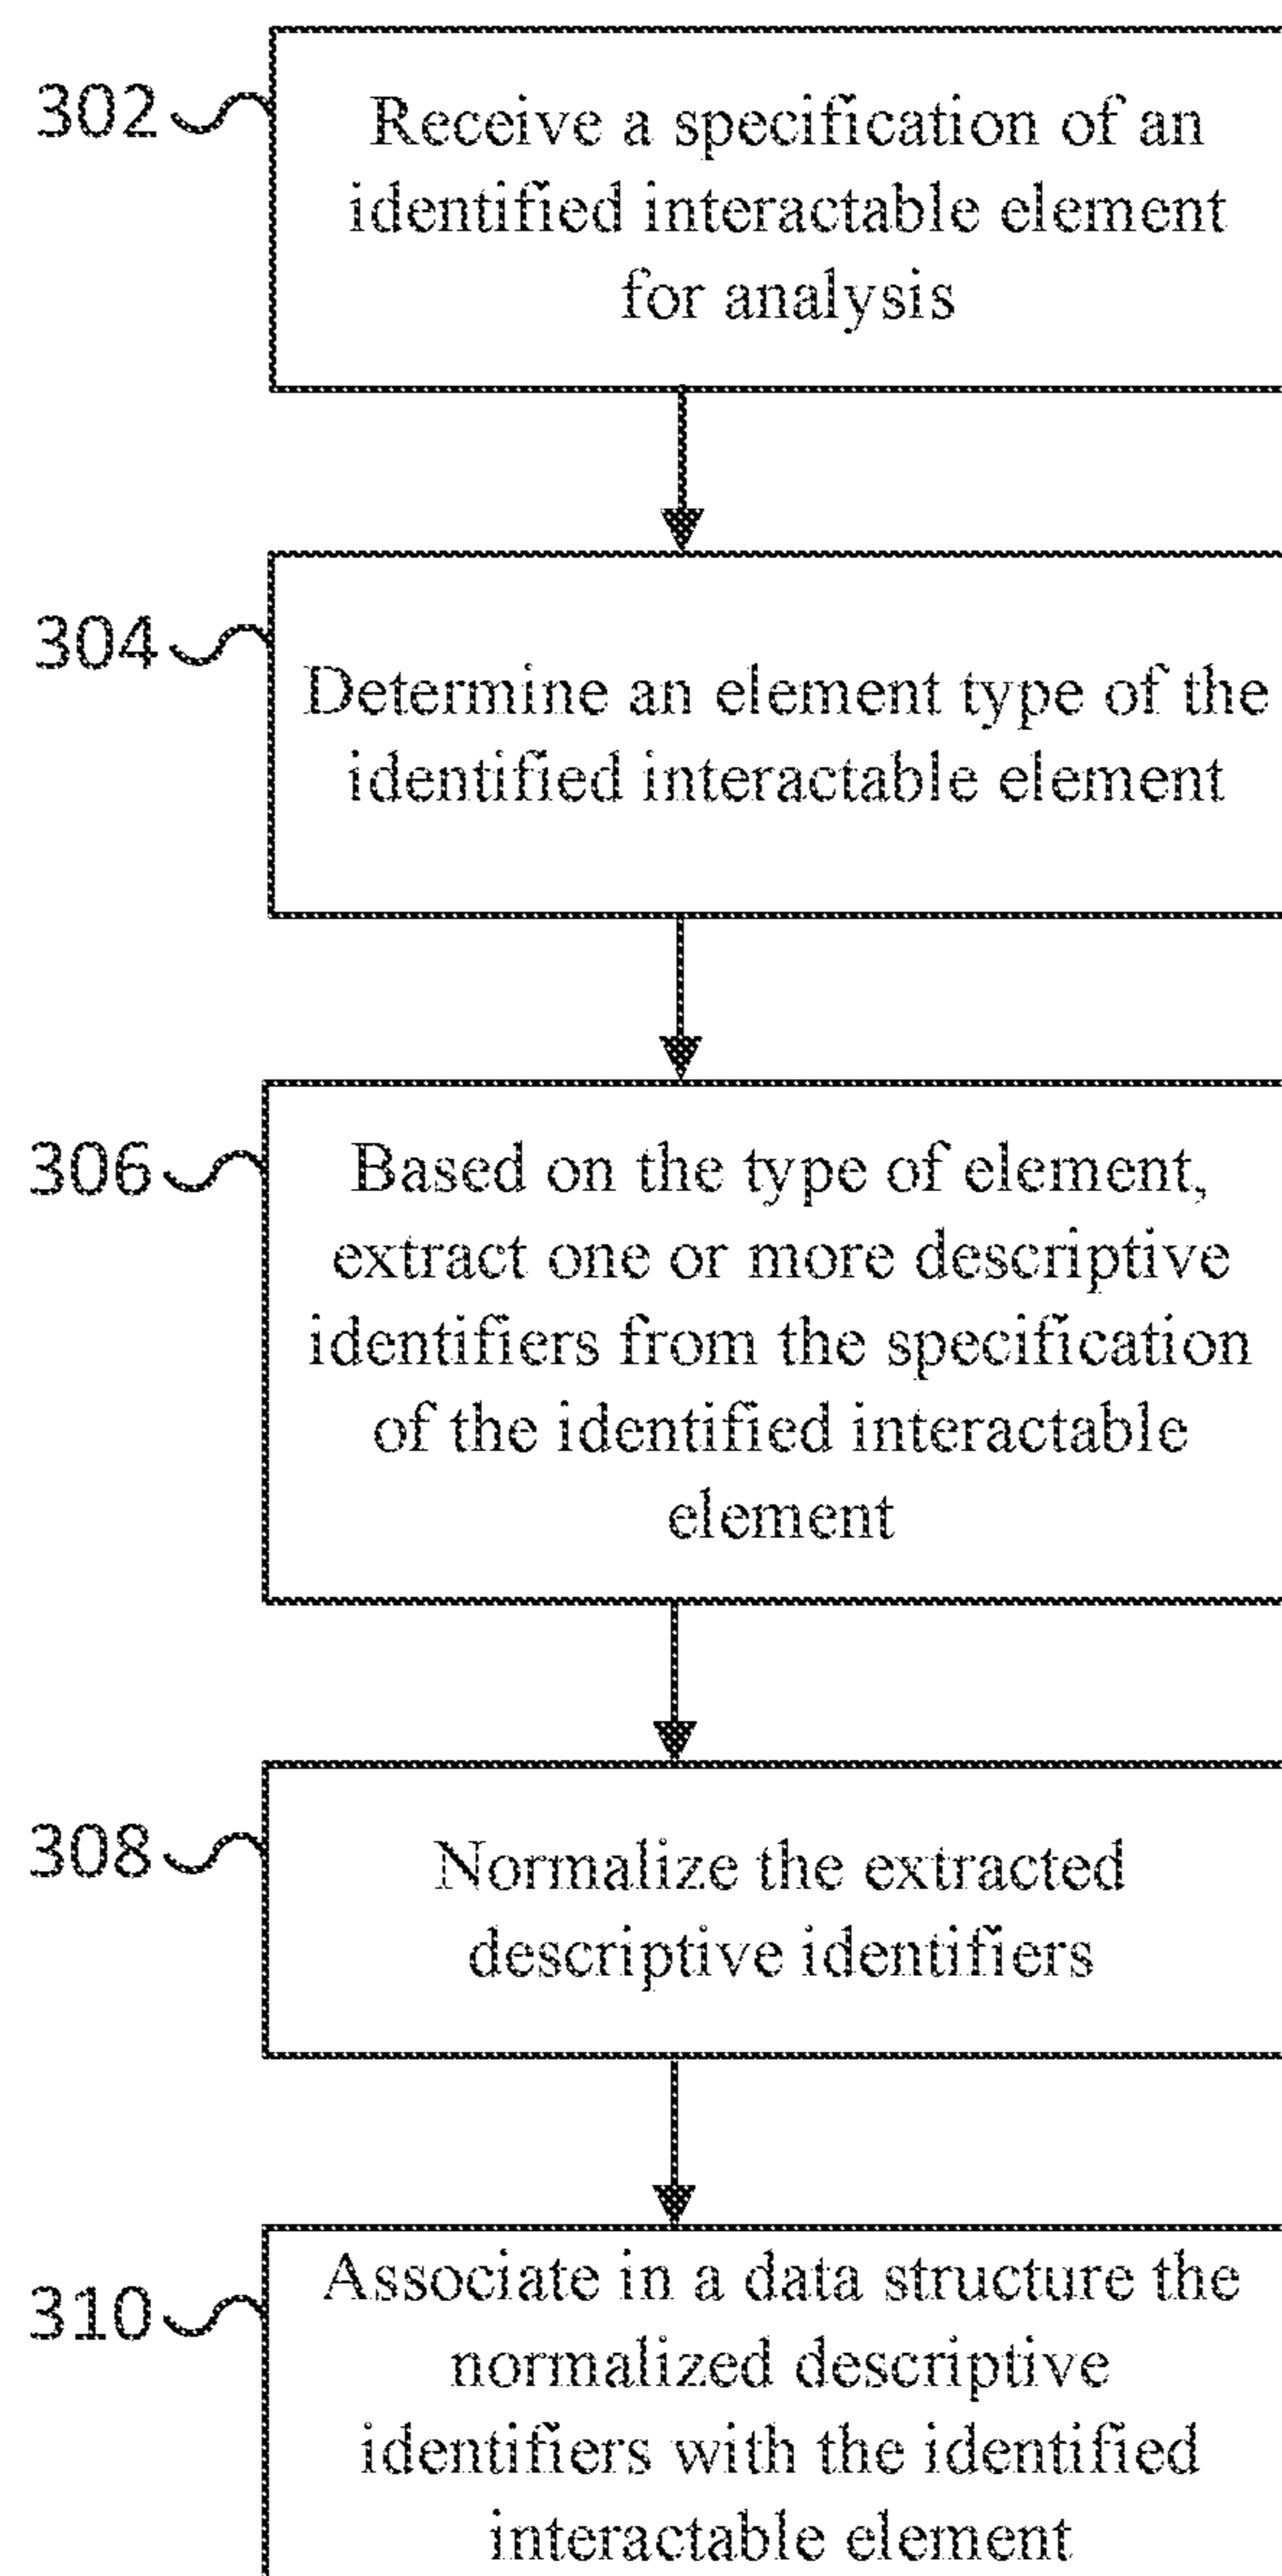 302
Receive a specification of an
identified interactable element
for analysis
304
Determine an element type of the
identified interactable element
306
Based on the type of element,
extract one or more descriptive
identifiers from the specification
of the identified interactable
element
308
Normalize the extracted
descriptive identifiers
310
Associate in a data structure the
normalized descriptive
identifiers with the identified
interactable element